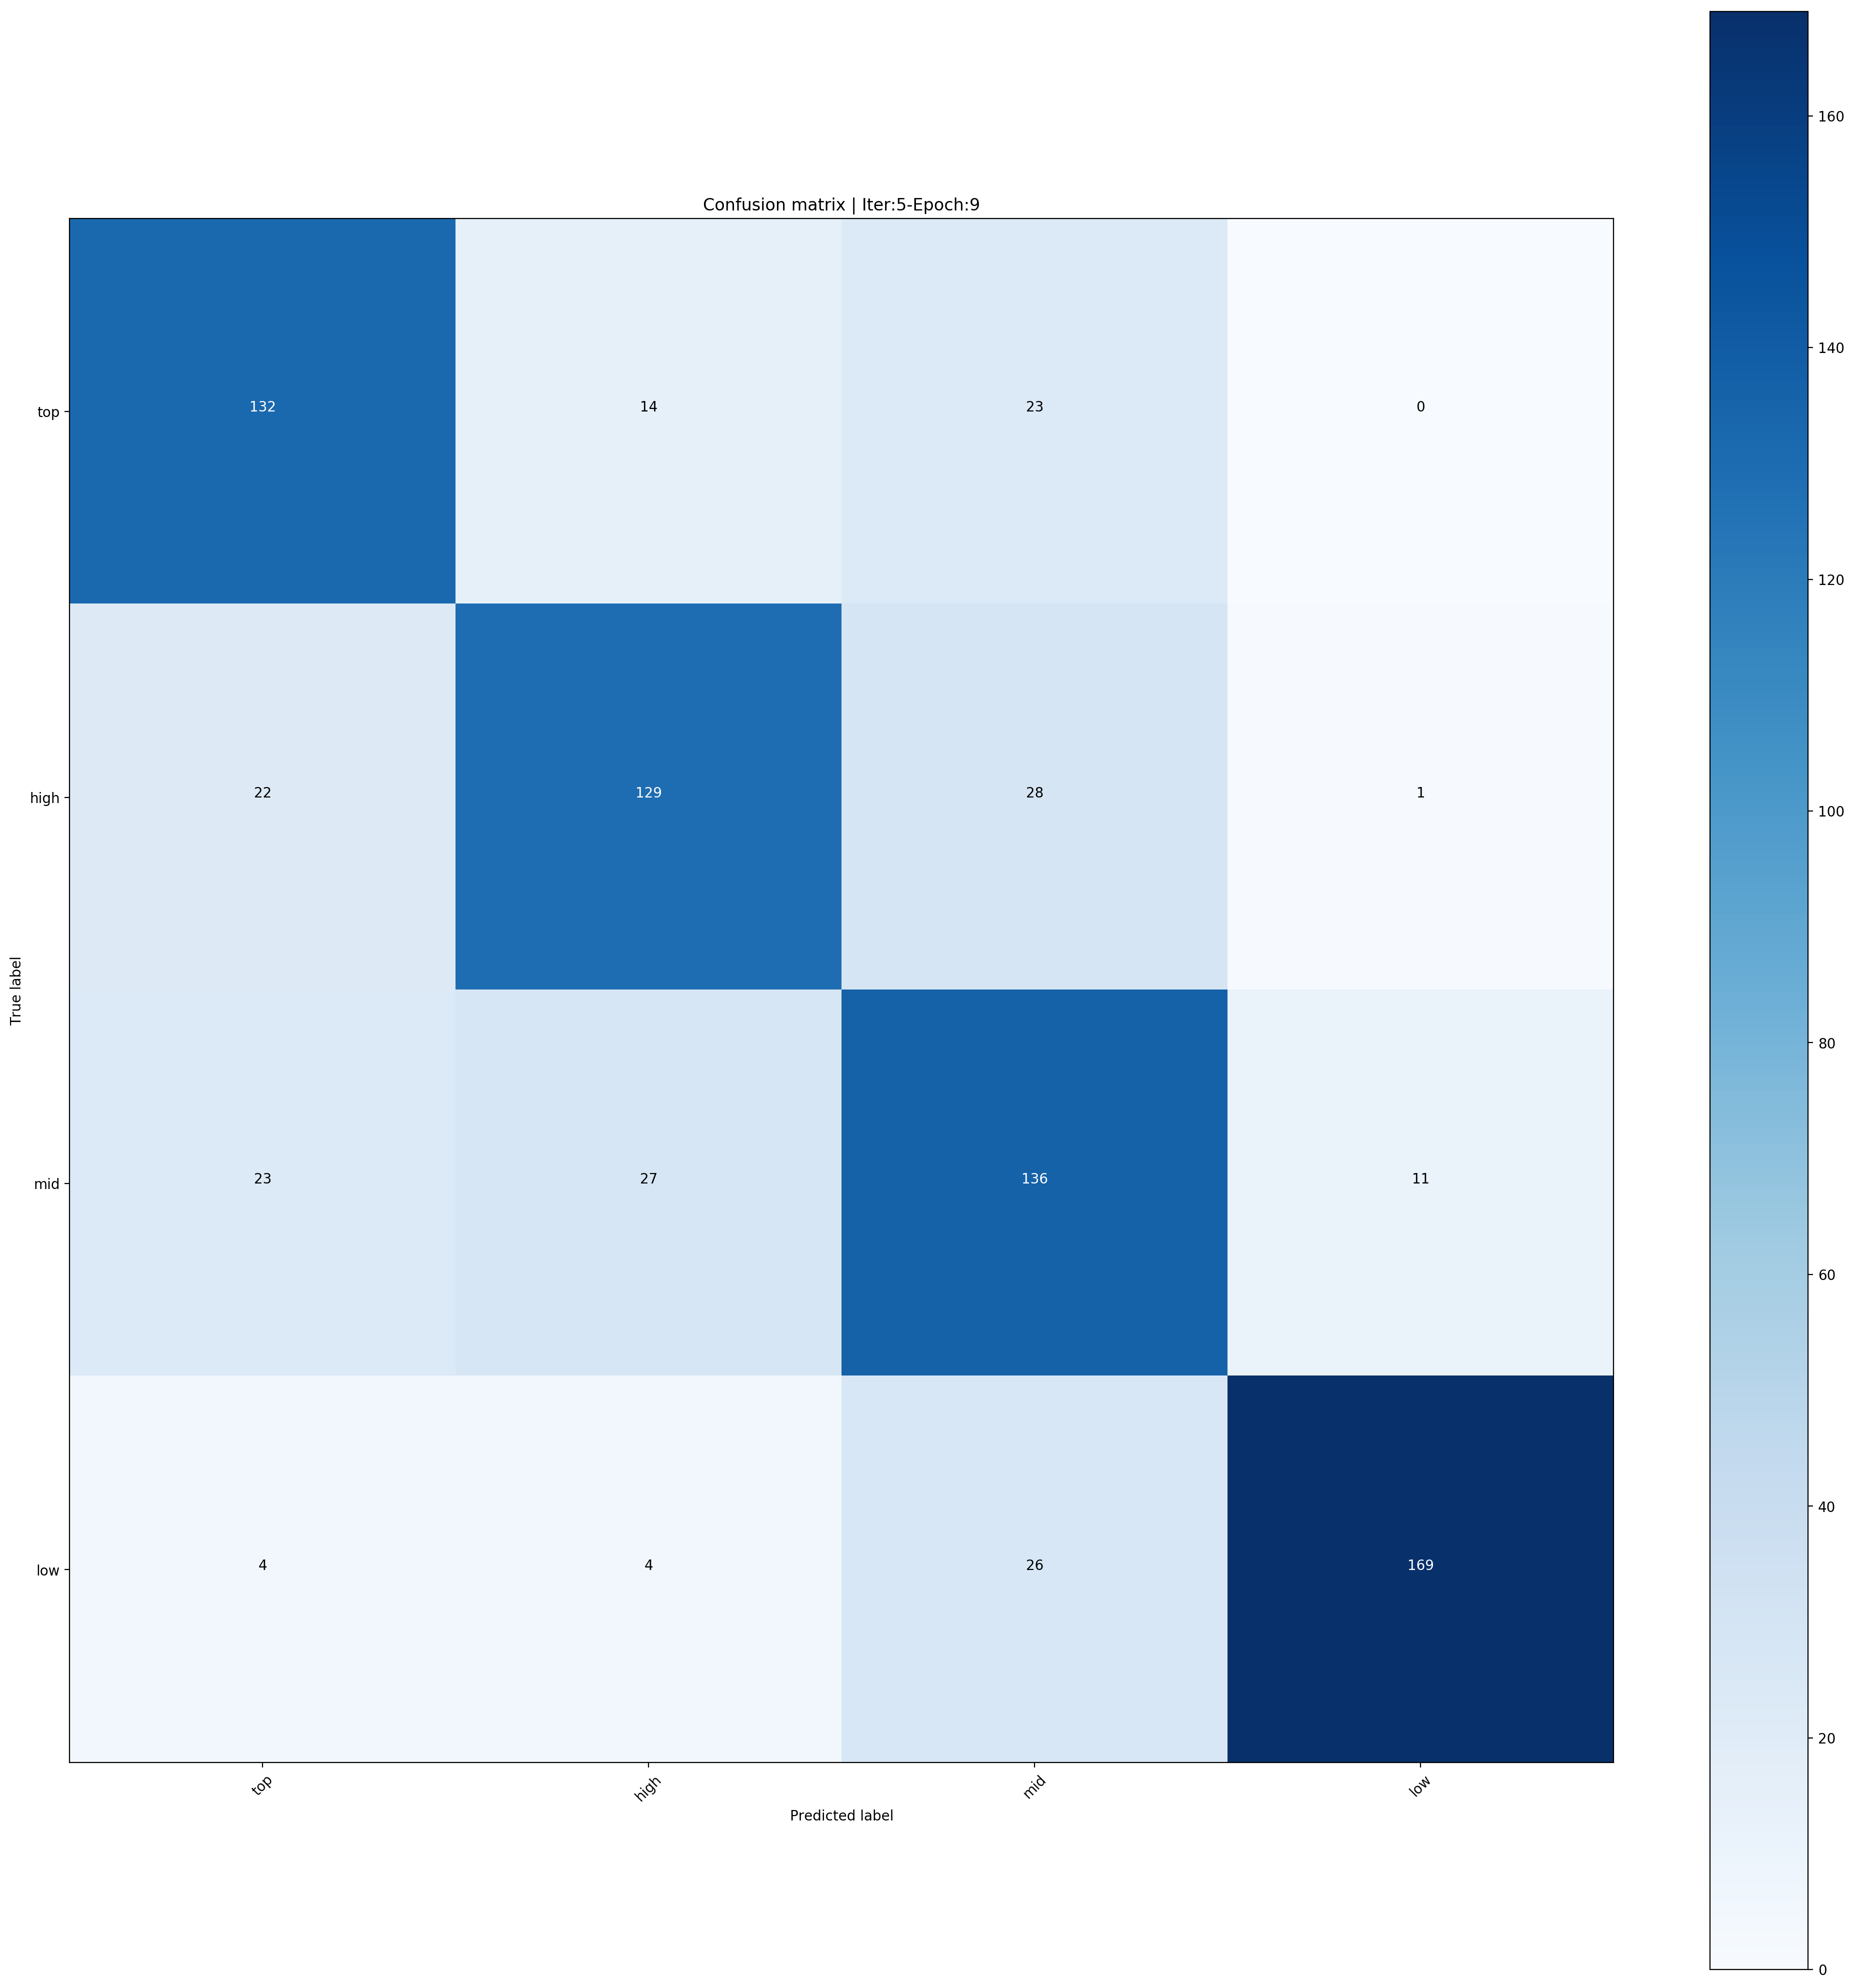 Confusion matrix | Iter:5-Epoch:9
top 132 14 23 0
high 22 129 28 1
mid 23 27 136 11
low 4 4 26 169
top high mid low
True label
Predicted label
160
140
120
100
80
60
40
20
0